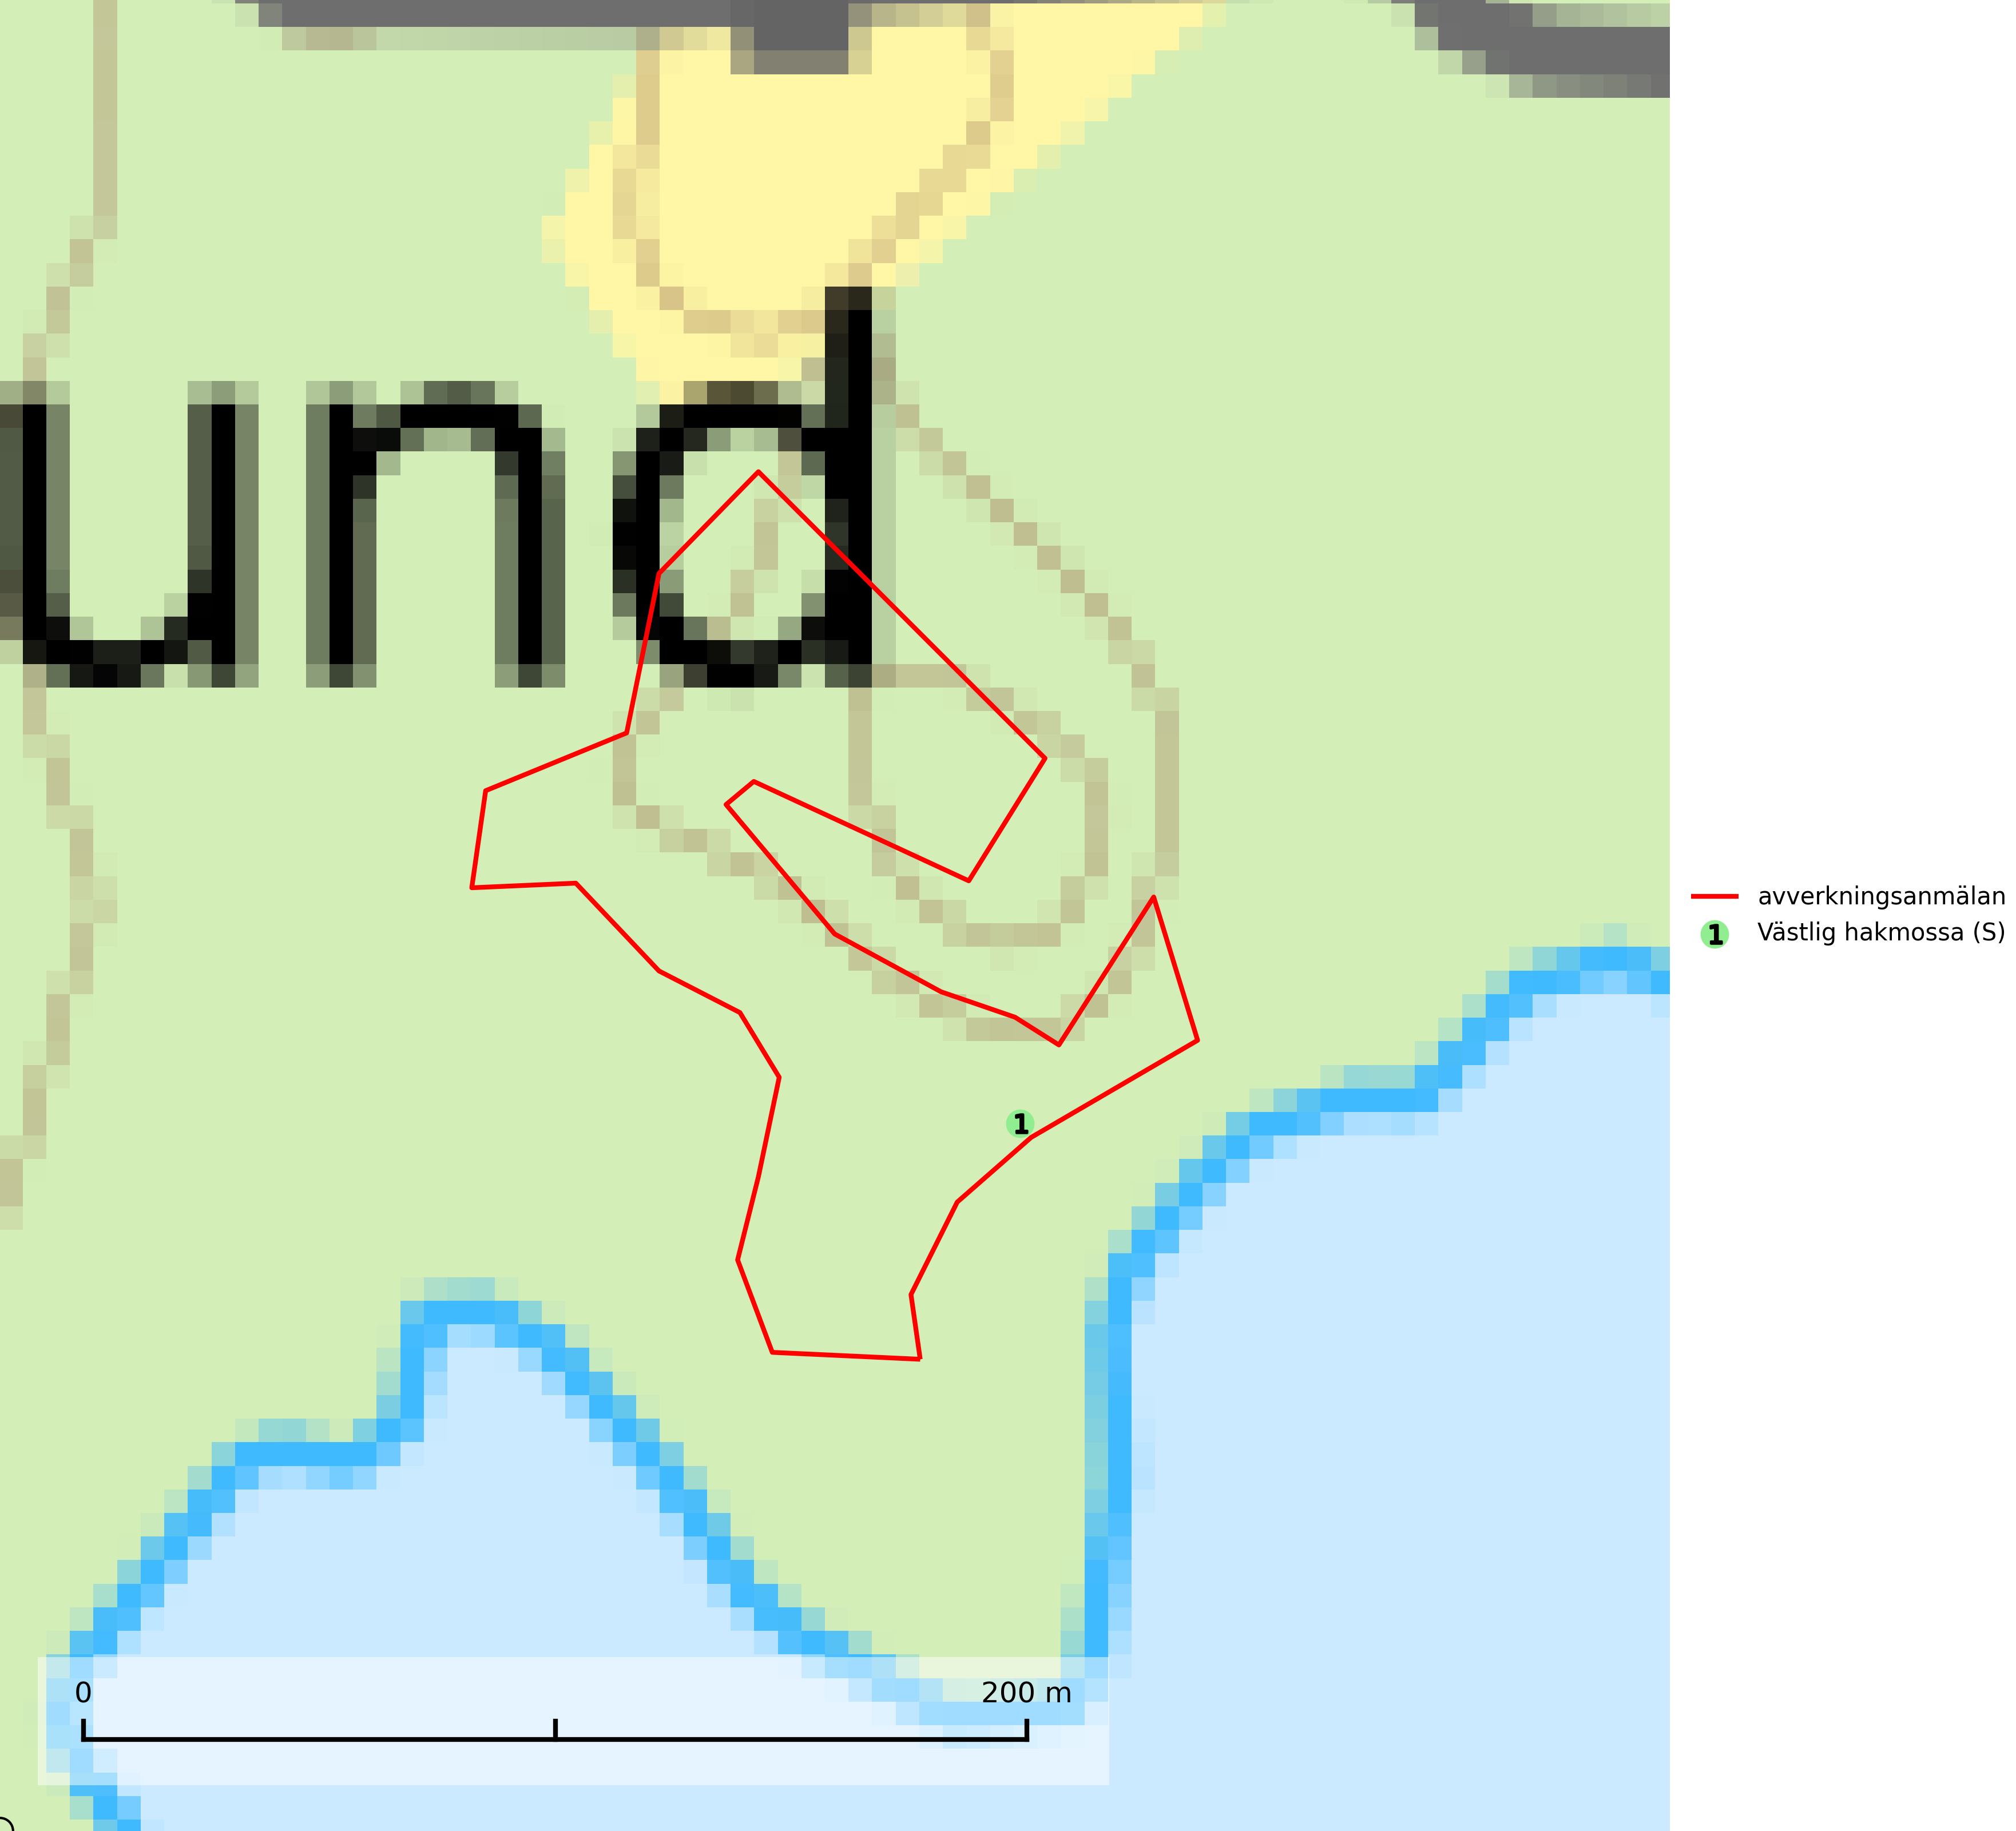 und
1
avverkningsanmälan
1 Västlig hakmossa (S)
0 200 m